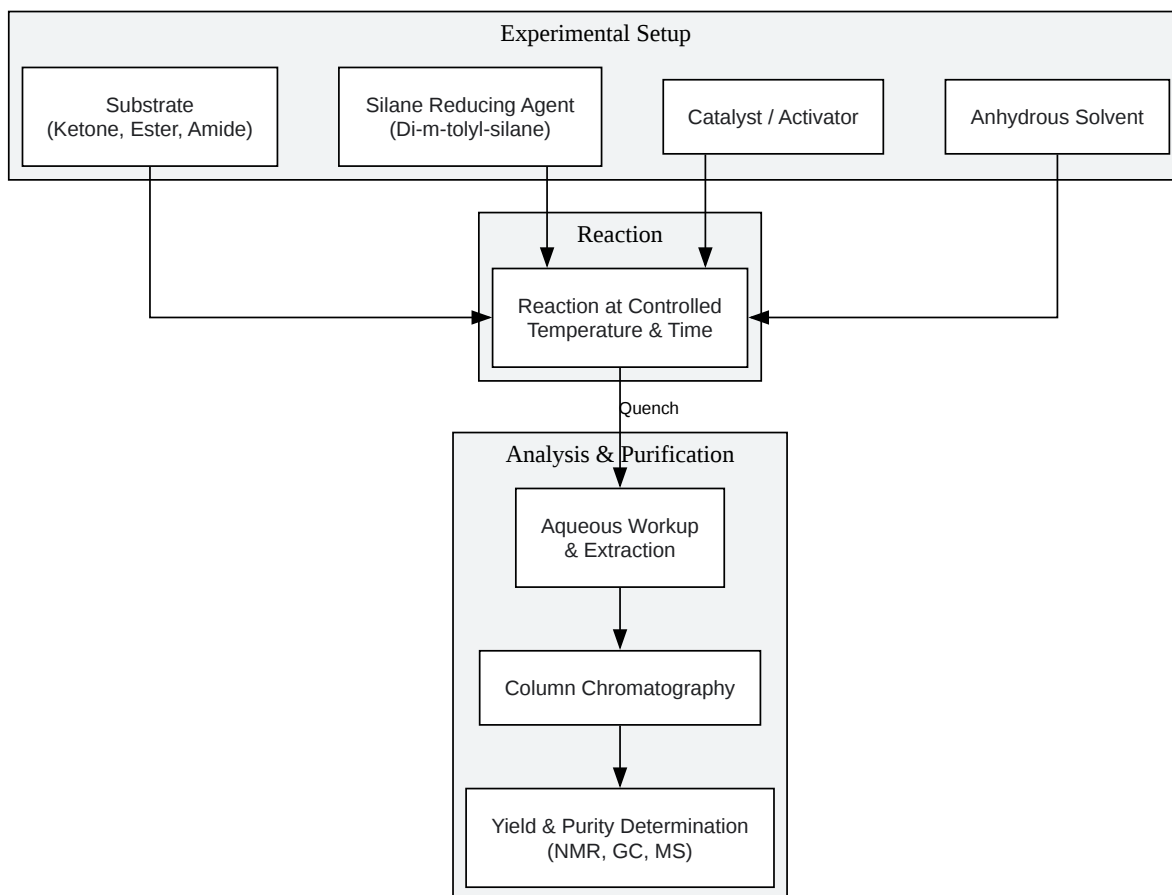 Experimental Setup
Substrate
(Ketone, Ester, Amide)
Silane Reducing Agent
(Di-m-tolyl-silane)
Catalyst / Activator
Anhydrous Solvent
Reaction
Reaction at Controlled
Temperature & Time
Quench
Analysis & Purification
Aqueous Workup
& Extraction
Column Chromatography
Yield & Purity Determination
(NMR, GC, MS)